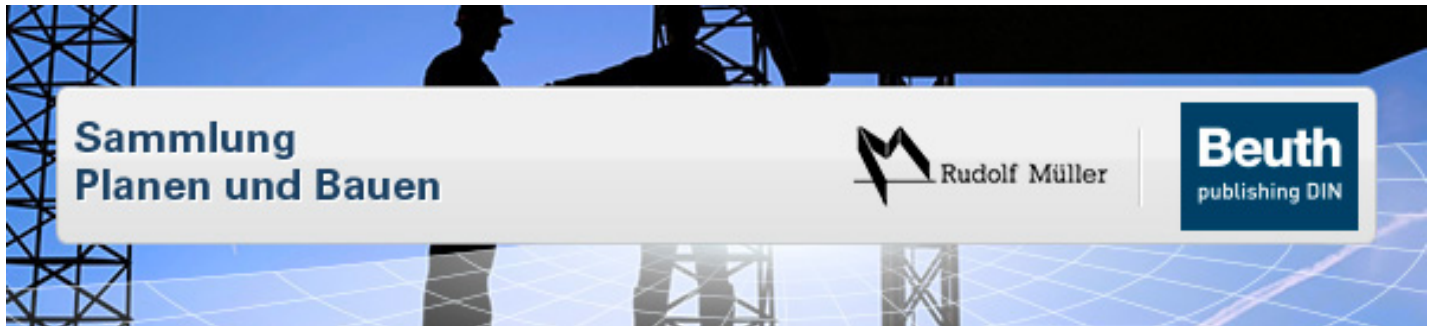 Sammlung
Planen und Bauen
Rudolf Müller
Beuth
publishing DIN